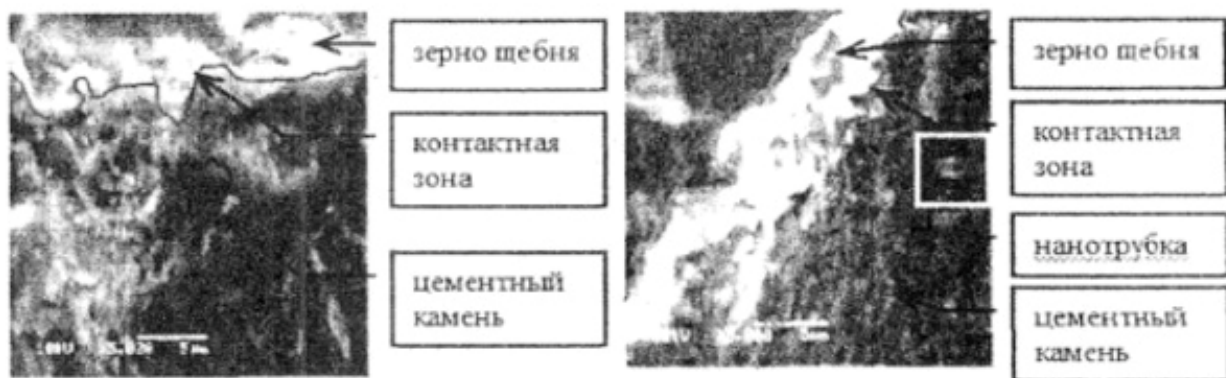 зерно щебня
контактная
зона
цементный
камень
зерно щебня
контактная
зона
нанотрубка
цементный
камень